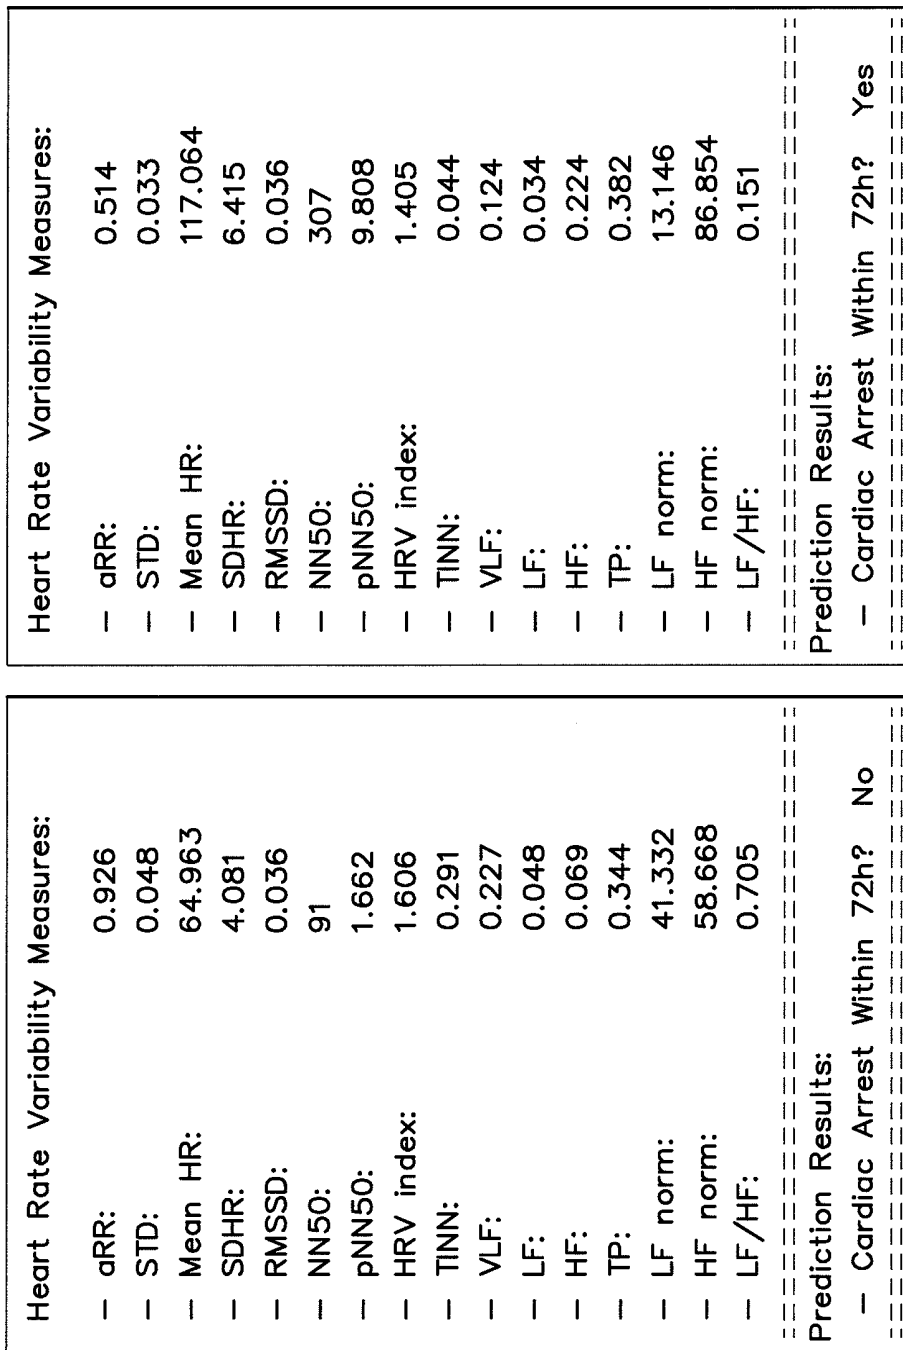 Heart Rate Variability Measures:
– aRR: 0.926
– STD: 0.048
– Mean HR: 64.963
– SDHR: 4.081
– RMSSD: 0.036
– NN50: 91
– pNN50: 1.662
– HRV index: 1.606
– TINN: 0.291
– VLF: 0.227
– LF: 0.048
– HF: 0.069
– TP: 0.344
– LF norm: 41.332
– HF norm: 58.668
– LF/HF: 0.705
Prediction Results:
– Cardiac Arrest Within 72h? No
Heart Rate Variability Measures:
– aRR: 0.514
– STD: 0.033
– Mean HR: 117.064
– SDHR: 6.415
– RMSSD: 0.036
– NN50: 307
– pNN50: 9.808
– HRV index: 1.405
– TINN: 0.044
– VLF: 0.124
– LF: 0.034
– HF: 0.224
– TP: 0.382
– LF norm: 13.146
– HF norm: 86.854
– LF/HF: 0.151
Prediction Results:
– Cardiac Arrest Within 72h? Yes